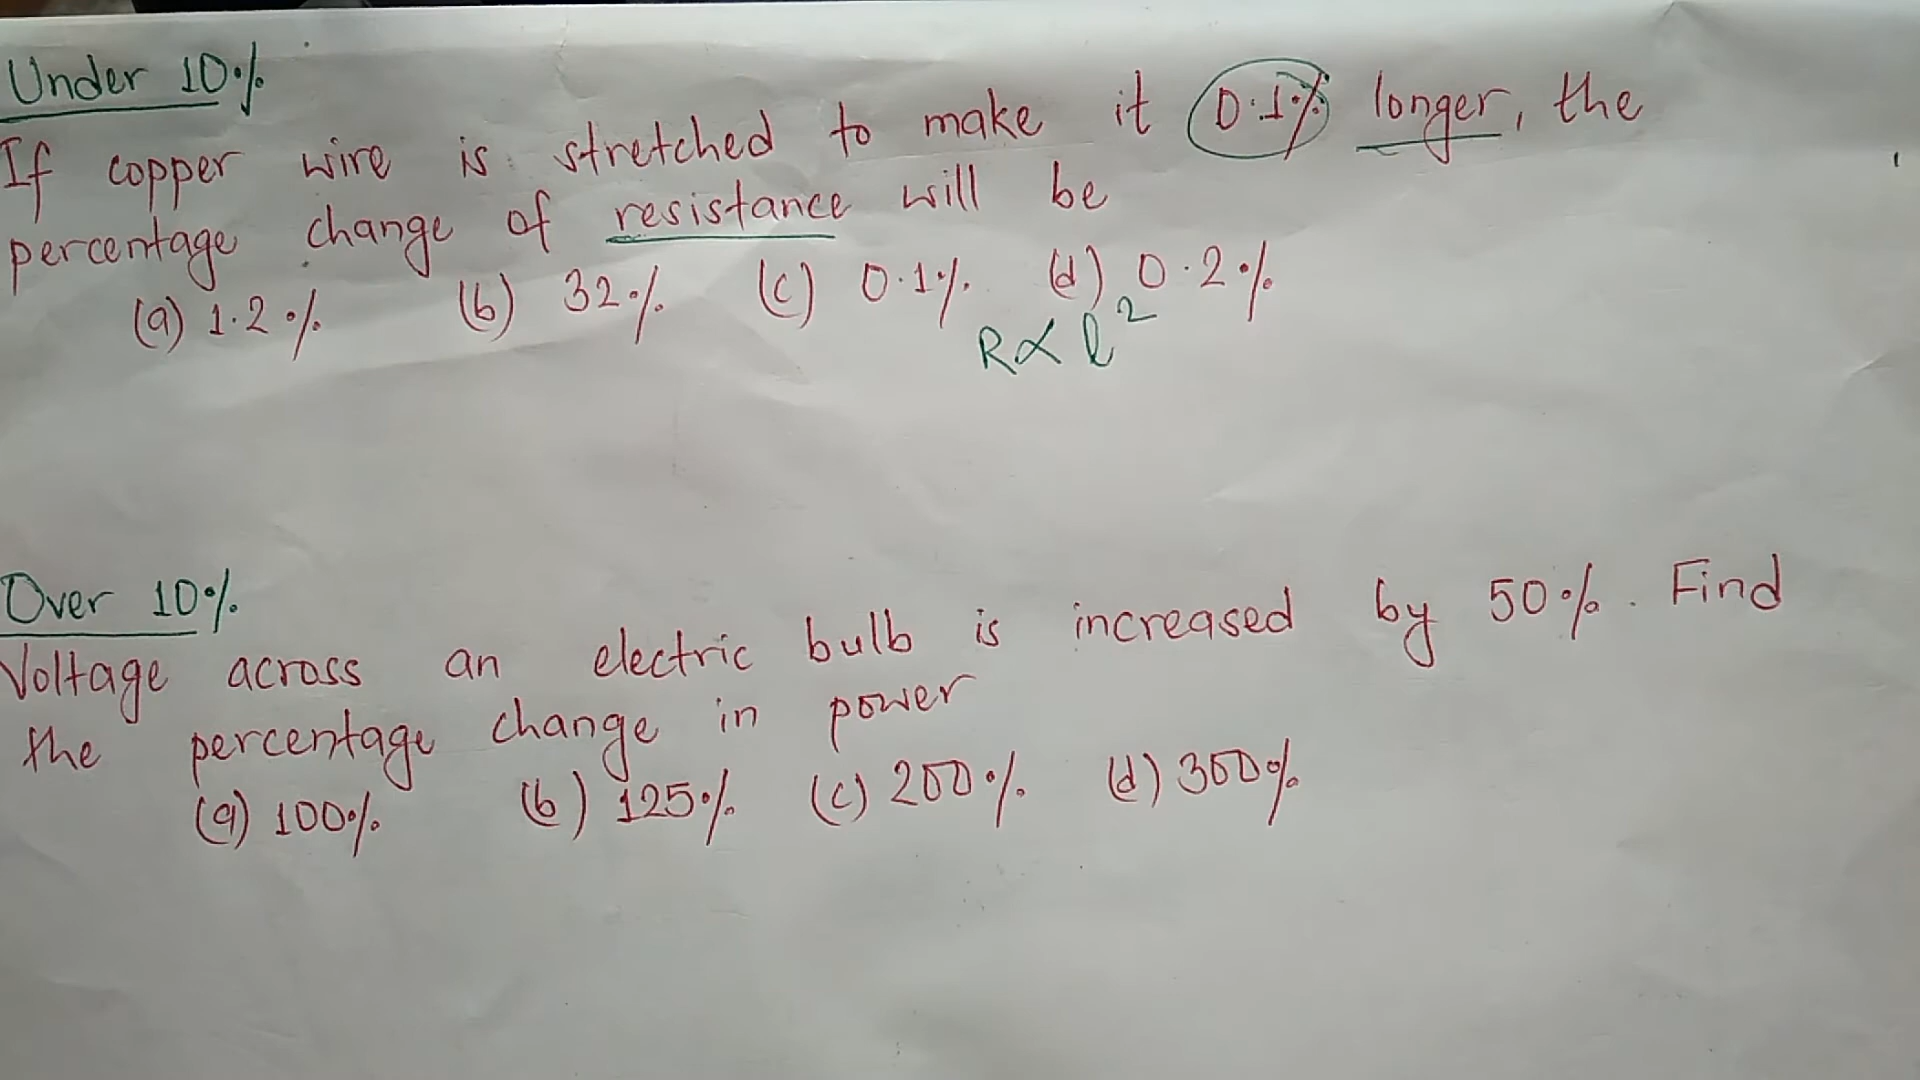 Under 10%
If copper wire is stretched to make it 0.1% longer, the
percentage change of resistance will be
(a) 1.2% (b) 32% (c) 0.1% (d) 0.2%
R∝l²
Over 10%
Voltage across an electric bulb is increased by 50%. Find
the percentage change in power
(a) 100% (b) 125% (c) 200% (d) 300%